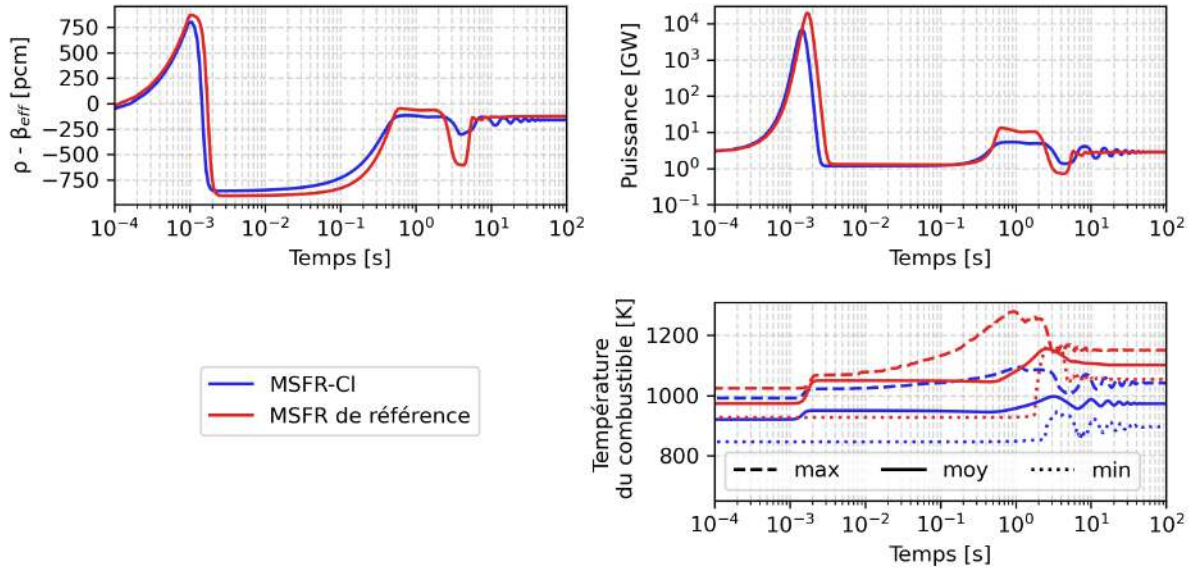 750
500
250
0
−250
−500
−750
ρ - β_eff [pcm]
10⁻⁴ 10⁻³ 10⁻² 10⁻¹ 10⁰ 10¹ 10²
Temps [s]
10⁴
10³
10²
10¹
10⁰
10⁻¹
Puissance [GW]
10⁻⁴ 10⁻³ 10⁻² 10⁻¹ 10⁰ 10¹ 10²
Temps [s]
MSFR-Cl
MSFR de référence
1200
1000
800
Température
du combustible [K]
max moy min
10⁻⁴ 10⁻³ 10⁻² 10⁻¹ 10⁰ 10¹ 10²
Temps [s]